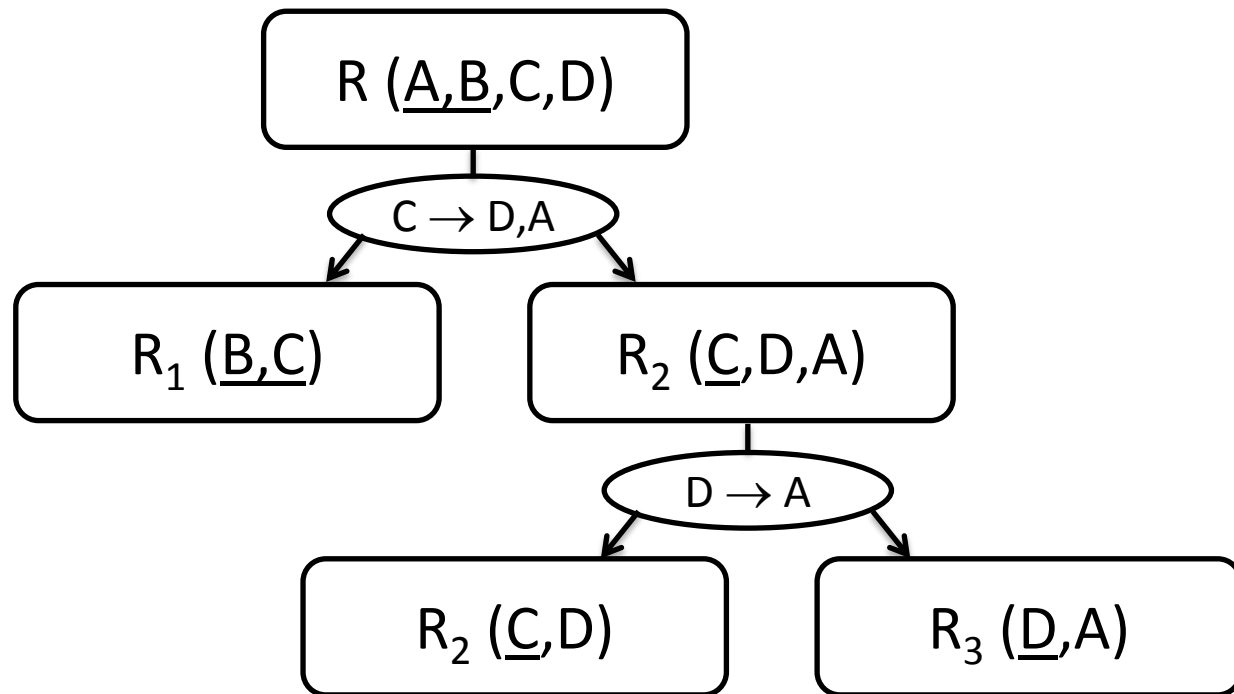 R (A,B,C,D)
C → D,A
R₁ (B,C)
R₂ (C,D,A)
D → A
R₂ (C,D)
R₃ (D,A)